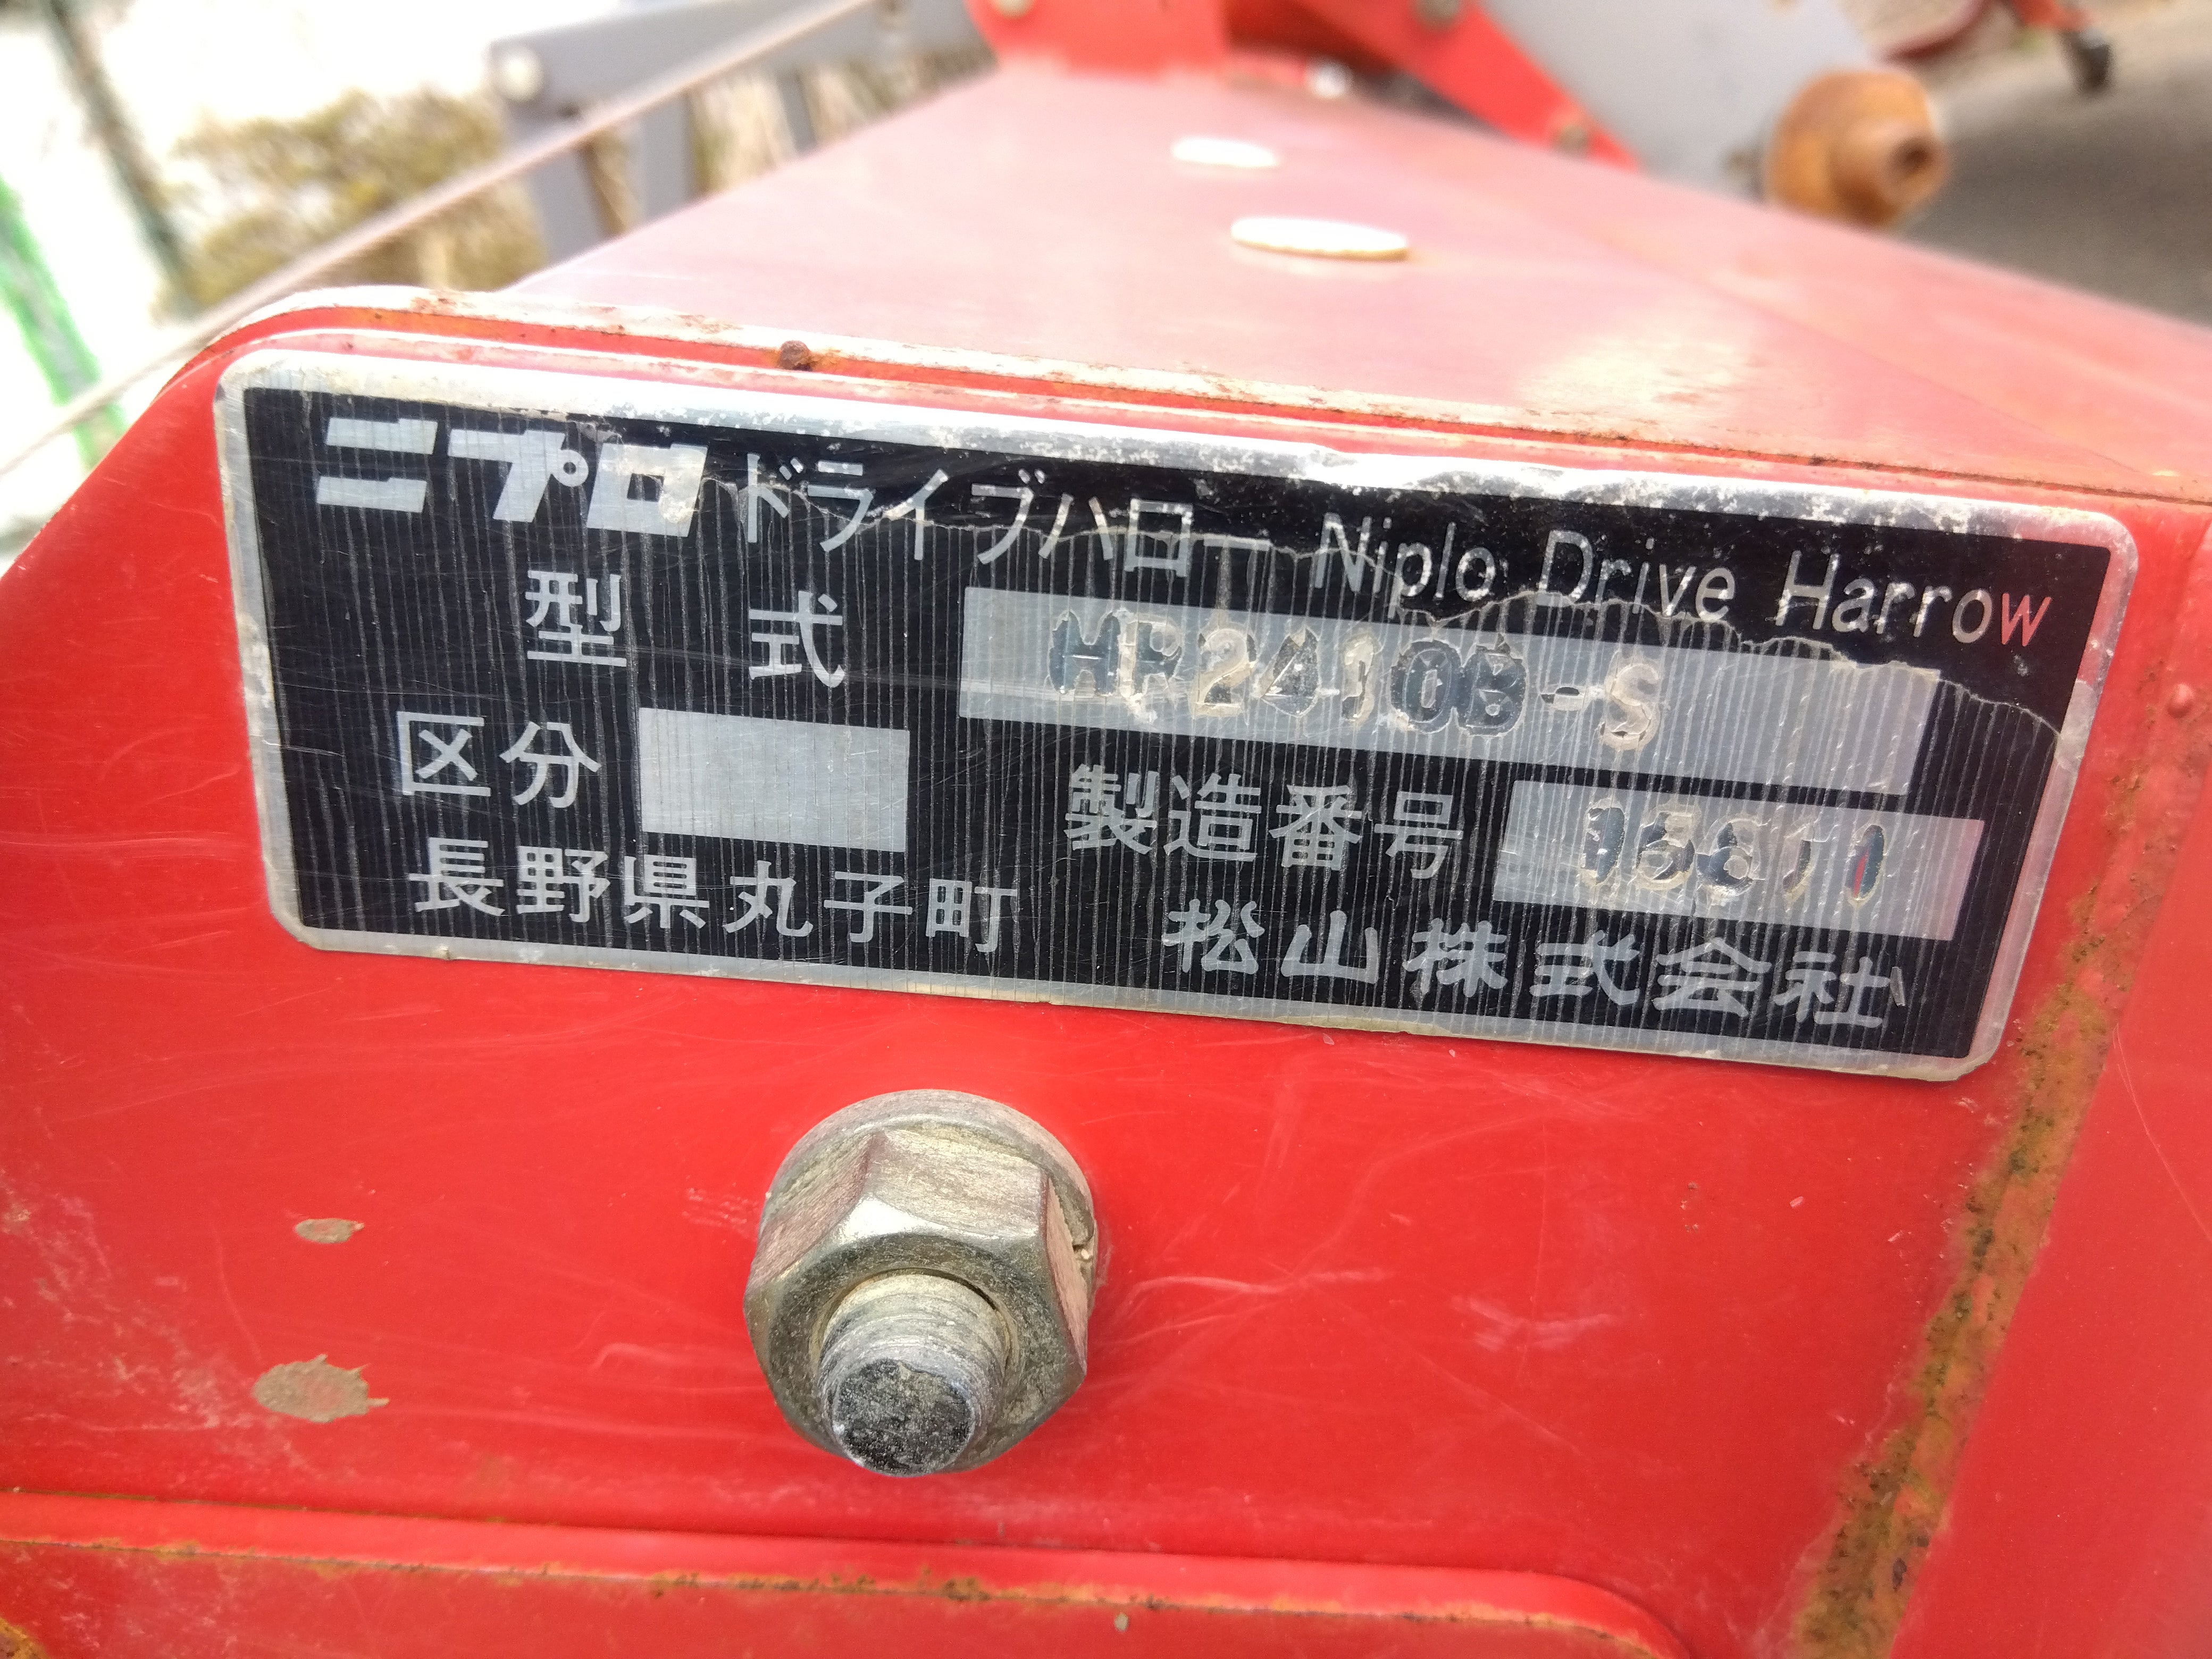 ニプロ ドライブハロー Niplo Drive Harrow
型式 HR2410B-S
区分 製造番号
長野県丸子町 松山株式会社